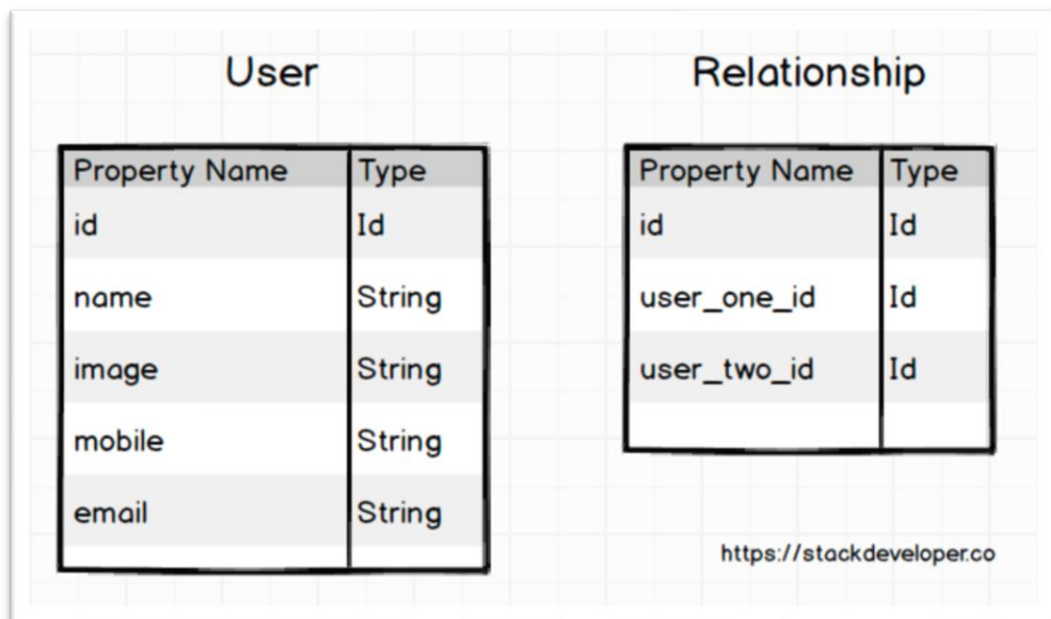 User
Property Name Type
id Id
name String
image String
mobile String
email String
Relationship
Property Name Type
id Id
user_one_id Id
user_two_id Id
https://stackdeveloper.co